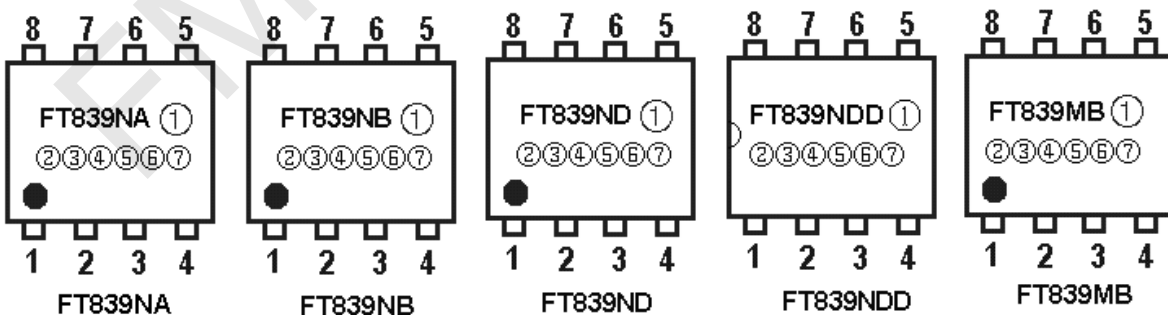 8 7 6 5
FT839NA ①
②③④⑤⑥⑦
1 2 3 4
FT839NA
8 7 6 5
FT839NB ①
②③④⑤⑥⑦
1 2 3 4
FT839NB
8 7 6 5
FT839ND ①
②③④⑤⑥⑦
1 2 3 4
FT839ND
8 7 6 5
FT839NDD ①
②③④⑤⑥⑦
1 2 3 4
FT839NDD
8 7 6 5
FT839MB ①
②③④⑤⑥⑦
1 2 3 4
FT839MB
FM